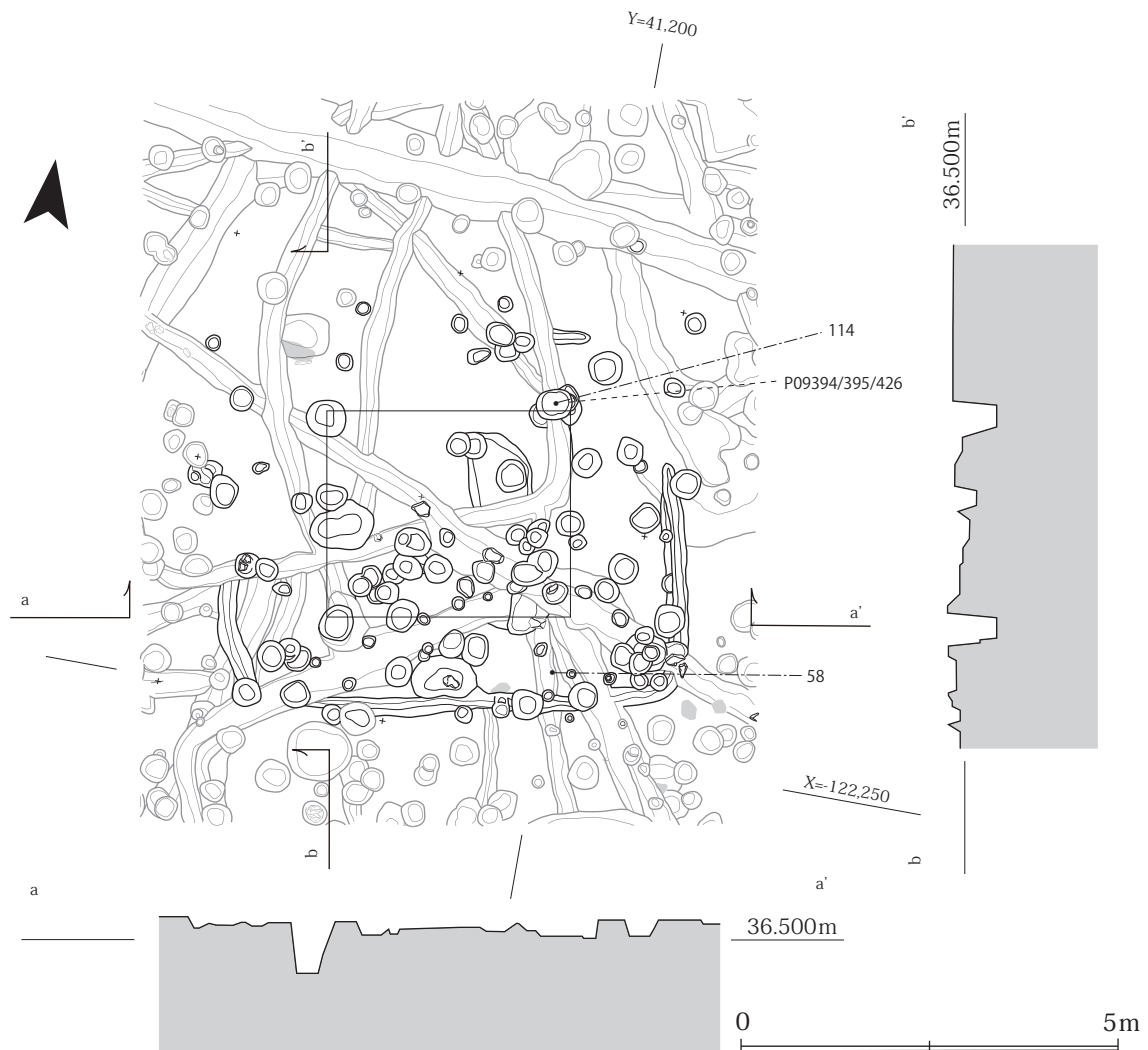 Y=41,200
b'
b'
36.500m
114
P09394/395/426
a
a'
58
X=-122,250
b
b
a
a'
36.500m
0
5m